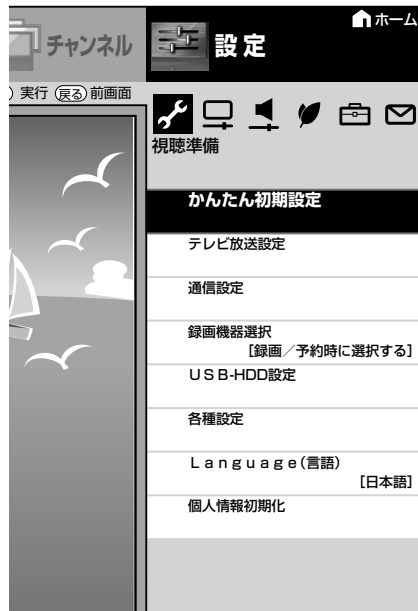 チャンネル
設定
ホーム
実行 戻る 前画面
視聴準備
かんたん初期設定
テレビ放送設定
通信設定
録画機器選択
[録画／予約時に選択する]
ＵＳＢ-HDD設定
各種設定
Ｌａｎｇｕａｇｅ(言語)
[日本語]
個人情報初期化